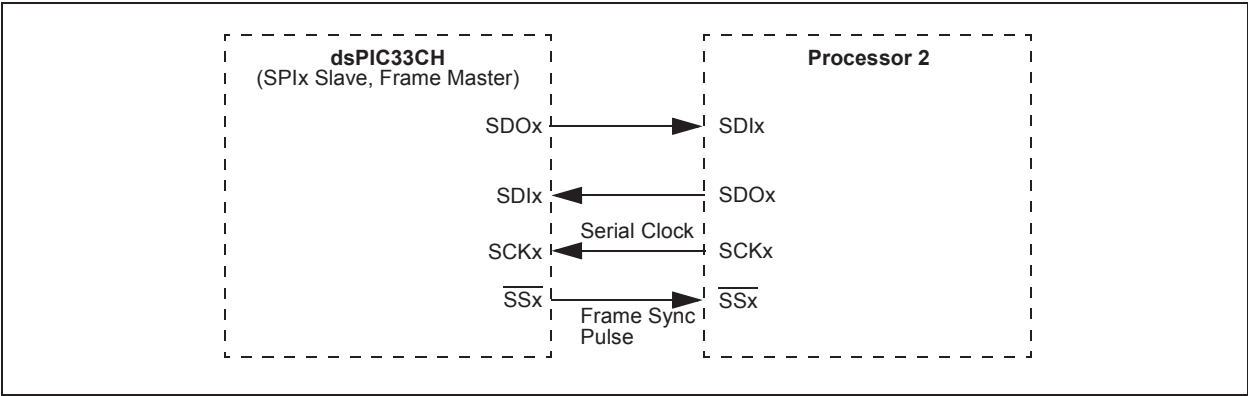 dsPIC33CH
(SPIx Slave, Frame Master)
Processor 2
SDOx
SDIx
SDIx
SDOx
Serial Clock
SCKx
SCKx
SSx
SSx
Frame Sync
Pulse